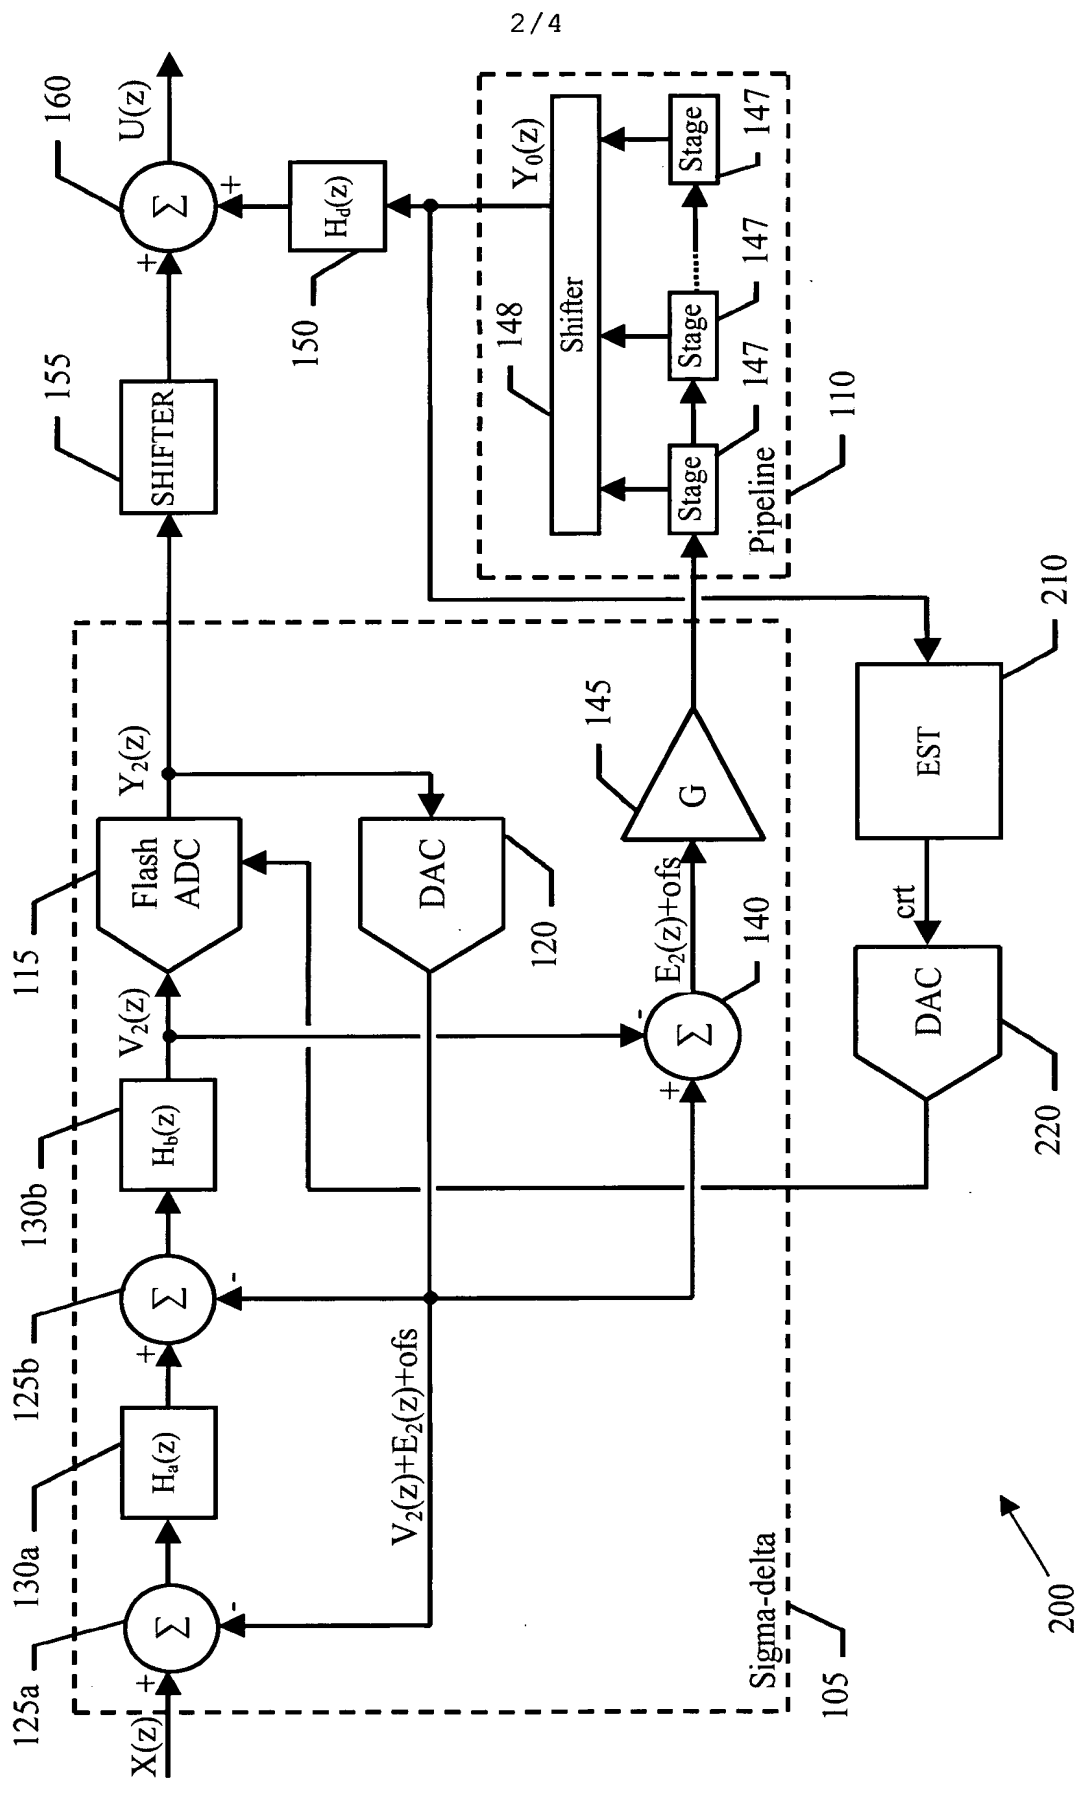 2/4
125a
130a
125b
130b
115
155
160
X(z)
+
Σ
-
Hₐ(z)
+
Σ
-
H_b(z)
V₂(z)
Flash
ADC
Y₂(z)
SHIFTER
+
Σ
+
U(z)
V₂(z)+E₂(z)+ofs
DAC
120
H_d(z)
150
+
Σ
-
140
E₂(z)+ofs
G
145
Shifter
148
Y₀(z)
Stage
147
Stage
147
Stage
147
Pipeline
110
Sigma-delta
105
DAC
220
crt
EST
210
200